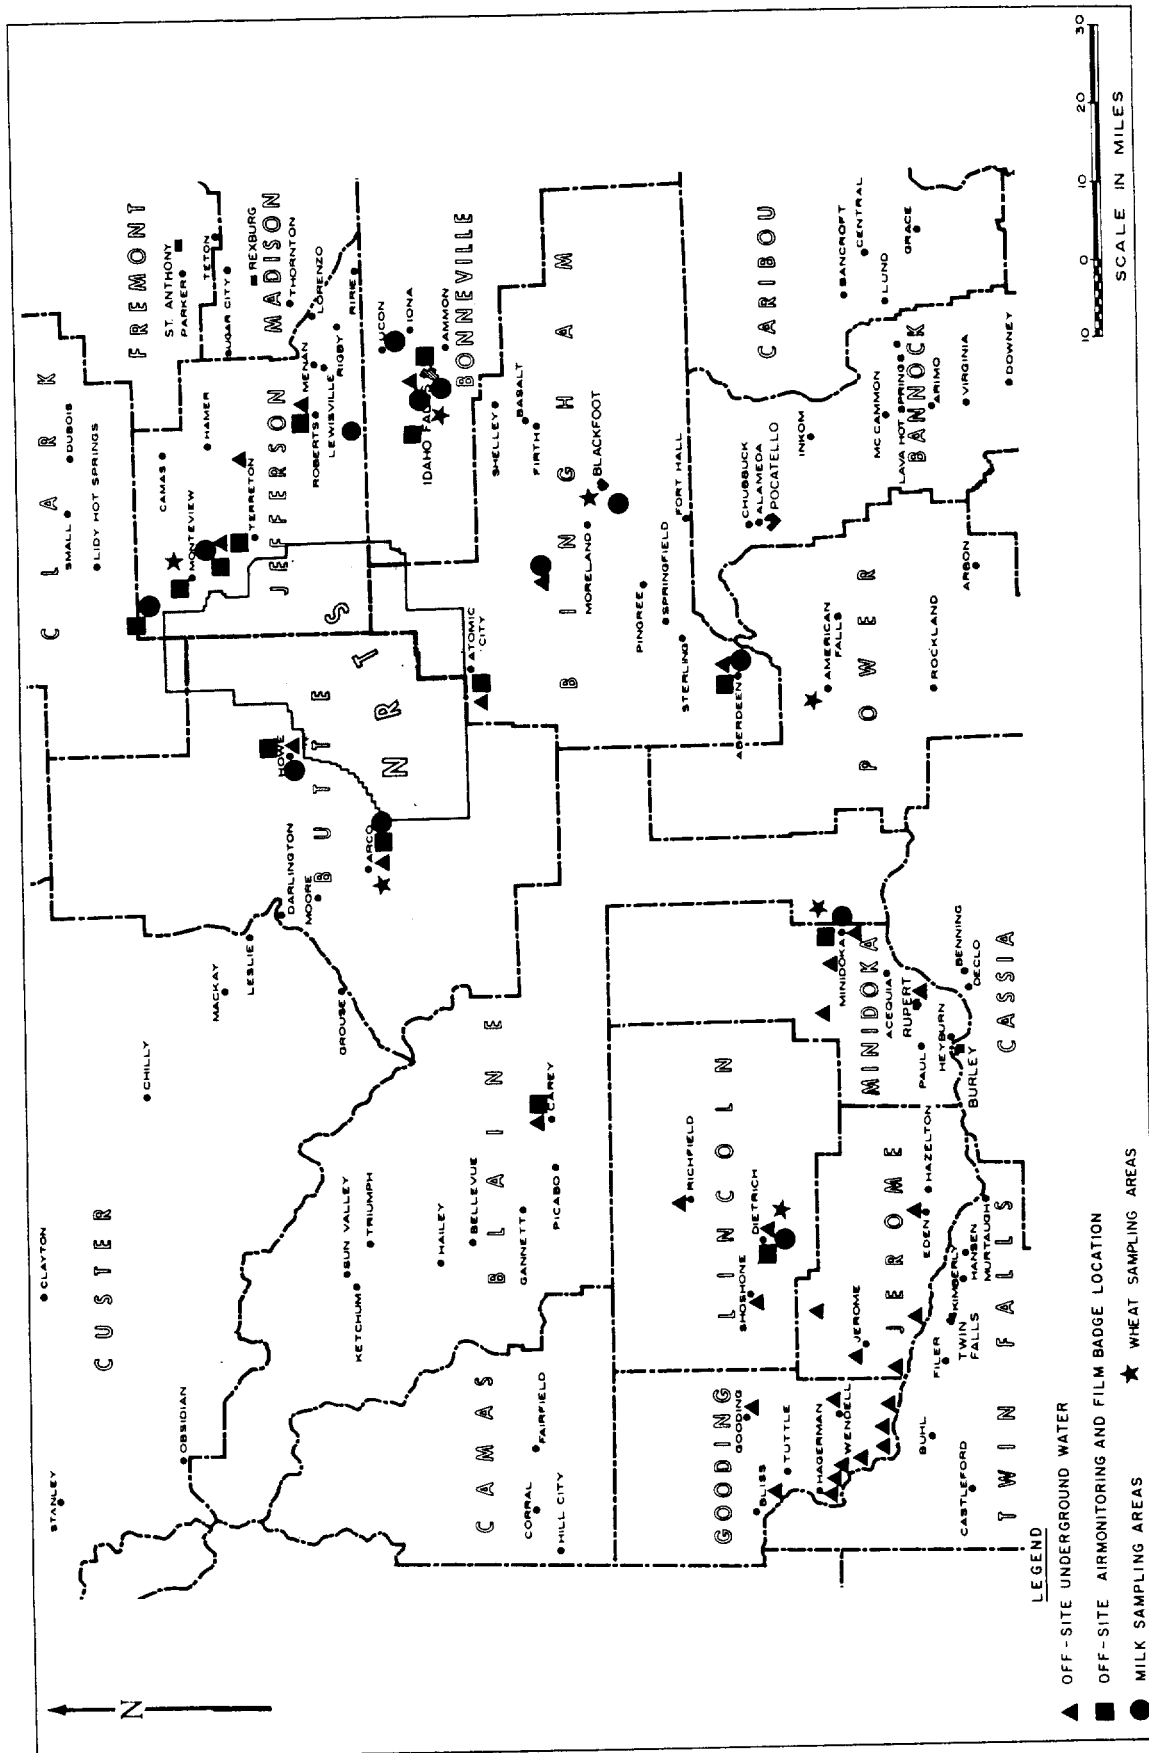 N
STANLEY
CLAYTON
CUSTER
OBSIDIAN
CHILLY
MACKAY
LESLIE
DARLINGTON
MOORE
GROUSE
SUN VALLEY
KETCHUM
TRIUMPH
HAILEY
BELLEVUE
GANNETT
PICABO
CAREY
BLAINE
CAMAS
CORRAL
FAIRFIELD
HILL CITY
CLARK
SMALL
DUBOIS
LIDY HOT SPRINGS
FREMONT
ST. ANTHONY
PARKER
TETON
SUGAR CITY
REXBURG
MADISON
THORNTON
CAMAS
HAMER
MONTEVIEW
TERRETON
JEFFERSON
MENAN
LORENZO
ROBERTS
LEWISVILLE
RIGBY
RIRIE
HOWE
BUTTE
ARCO
NRTS
ATOMIC
CITY
UCON
IONA
AMMON
IDAHO FALLS
BONNEVILLE
SHELLEY
BASALT
FIRTH
BINGHAM
BLACKFOOT
MORELAND
PINGREE
SPRINGFIELD
STERLING
FORT HALL
ABERDEEN
CHUBBUCK
ALAMEDA
POCATELLO
INKOM
CARIBOU
BANCROFT
CENTRAL
LUND
GRACE
MC CAMMON
LAVA HOT SPRINGS
BANNOCK
ARIMO
VIRGINIA
DOWNEY
POWER
AMERICAN
FALLS
ROCKLAND
ARBON
GOODING
GOODING
BLISS
TUTTLE
HAGERMAN
WENDELL
LINCOLN
RICHFIELD
DIETRICH
SHOSHONE
JEROME
JEROME
EDEN
HAZELTON
MINIDOKA
MINIDOKA
ACEQUIA
RUPERT
PAUL
HEYBURN
BURLEY
BENNING
DECLO
CASSIA
BUHL
CASTLEFORD
FILER
TWIN
FALLS
KIMBERLY
HANSEN
MURTAUGH
TWIN FALLS
LEGEND
OFF-SITE UNDERGROUND WATER
OFF-SITE AIRMONITORING AND FILM BADGE LOCATION
MILK SAMPLING AREAS
WHEAT SAMPLING AREAS
10 0 10 20 30
SCALE IN MILES